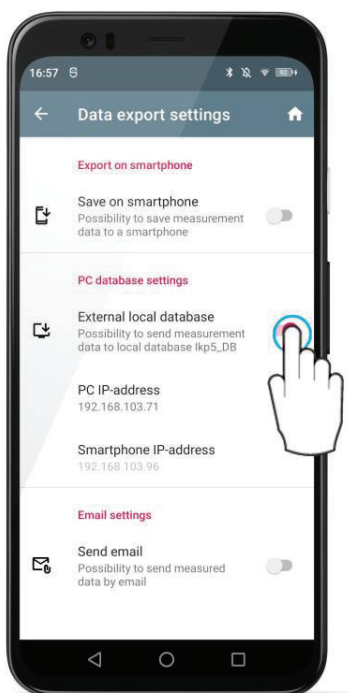 16:57
Data export settings
Export on smartphone
Save on smartphone
Possibility to save measurement
data to a smartphone
PC database settings
External local database
Possibility to send measurement
data to local database lkp5_DB
PC IP-address
192.168.103.71
Smartphone IP-address
192.168.103.96
Email settings
Send email
Possibility to send measured
data by email